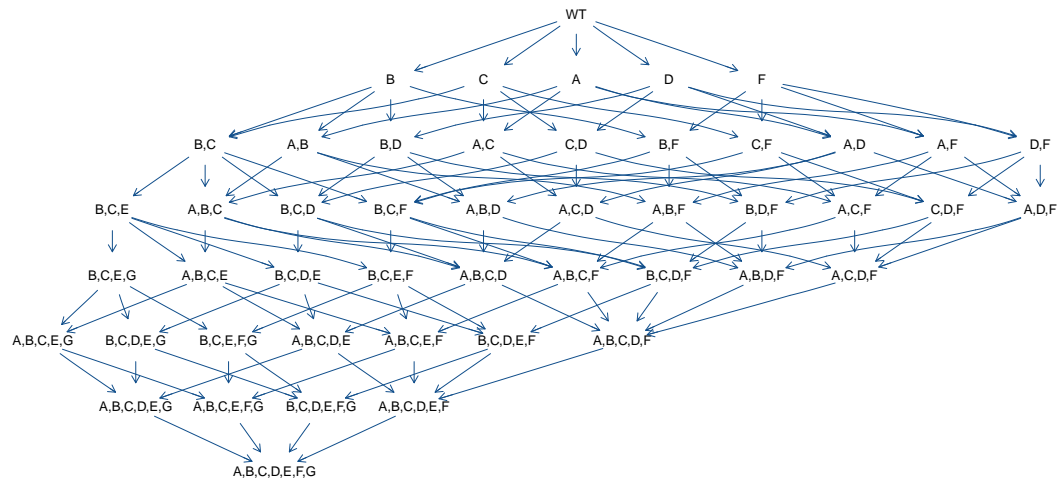 WT
B C A D F
B,C A,B B,D A,C C,D B,F C,F A,D A,F D,F
B,C,E A,B,C B,C,D B,C,F A,B,D A,C,D A,B,F B,D,F A,C,F C,D,F A,D,F
B,C,E,G A,B,C,E B,C,D,E B,C,E,F A,B,C,D A,B,C,F B,C,D,F A,B,D,F A,C,D,F
A,B,C,E,G B,C,D,E,G B,C,E,F,G A,B,C,D,E A,B,C,E,F B,C,D,E,F A,B,C,D,F
A,B,C,D,E,G A,B,C,E,F,G B,C,D,E,F,G A,B,C,D,E,F
A,B,C,D,E,F,G